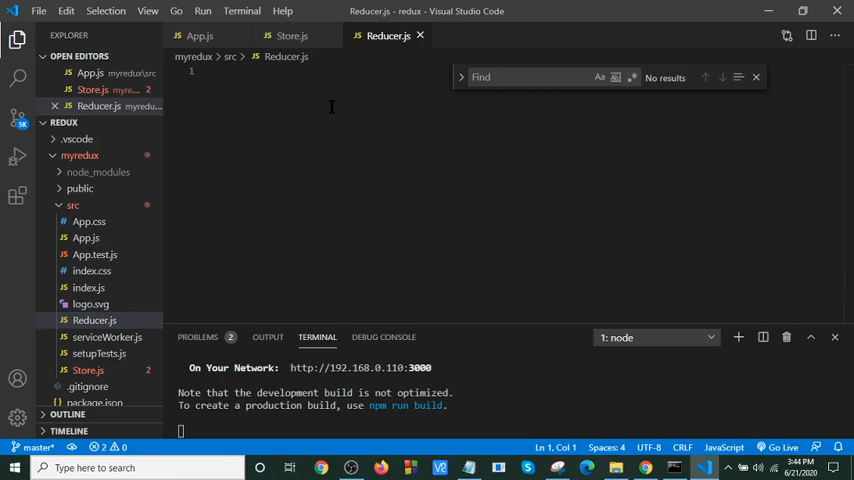 File Edit Selection View Go Run Terminal Help Reducer.js - redux - Visual Studio Code
EXPLORER
JS App.js
JS Store.js
JS Reducer.js
OPEN EDITORS
JS App.js myredux\src
JS Store.js myre... 2
JS Reducer.js myredu...
REDUX
.vscode
myredux
node_modules
public
src
# App.css
JS App.js
JS App.test.js
# index.css
JS index.js
logo.svg
JS Reducer.js
JS serviceWorker.js
JS setupTests.js
JS Store.js 2
.gitignore
package.json
OUTLINE
TIMELINE
5K
myredux > src > JS Reducer.js
1
Find Aa Abl .* No results
PROBLEMS 2 OUTPUT TERMINAL DEBUG CONSOLE 1: node
On Your Network: http://192.168.0.110:3000
Note that the development build is not optimized.
To create a production build, use npm run build.
master* 2 0 Ln 1, Col 1 Spaces: 4 UTF-8 CRLF JavaScript Go Live
Type here to search
3:44 PM
6/21/2020